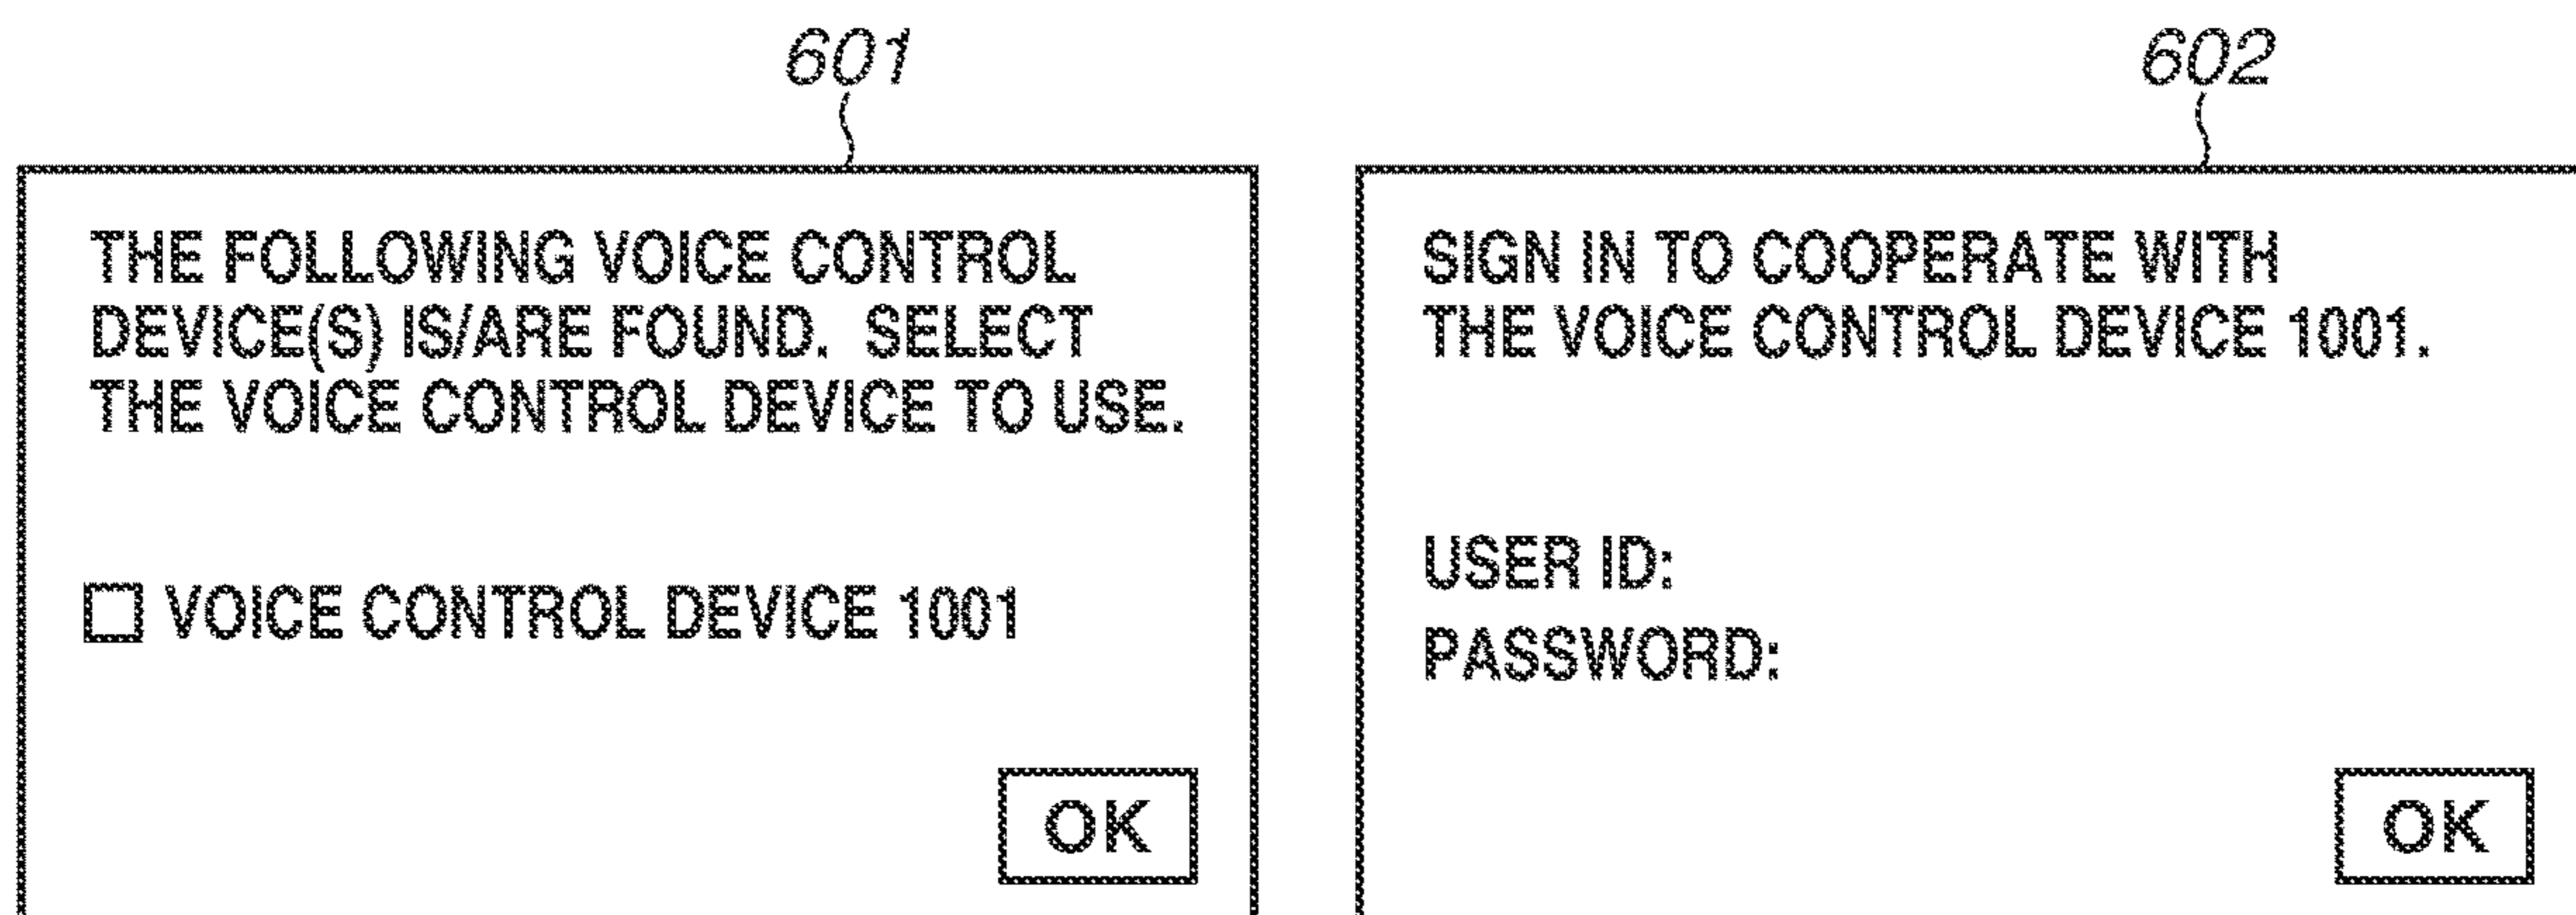 601
THE FOLLOWING VOICE CONTROL
DEVICE(S) IS/ARE FOUND. SELECT
THE VOICE CONTROL DEVICE TO USE.
VOICE CONTROL DEVICE 1001
OK
602
SIGN IN TO COOPERATE WITH
THE VOICE CONTROL DEVICE 1001.
USER ID:
PASSWORD:
OK